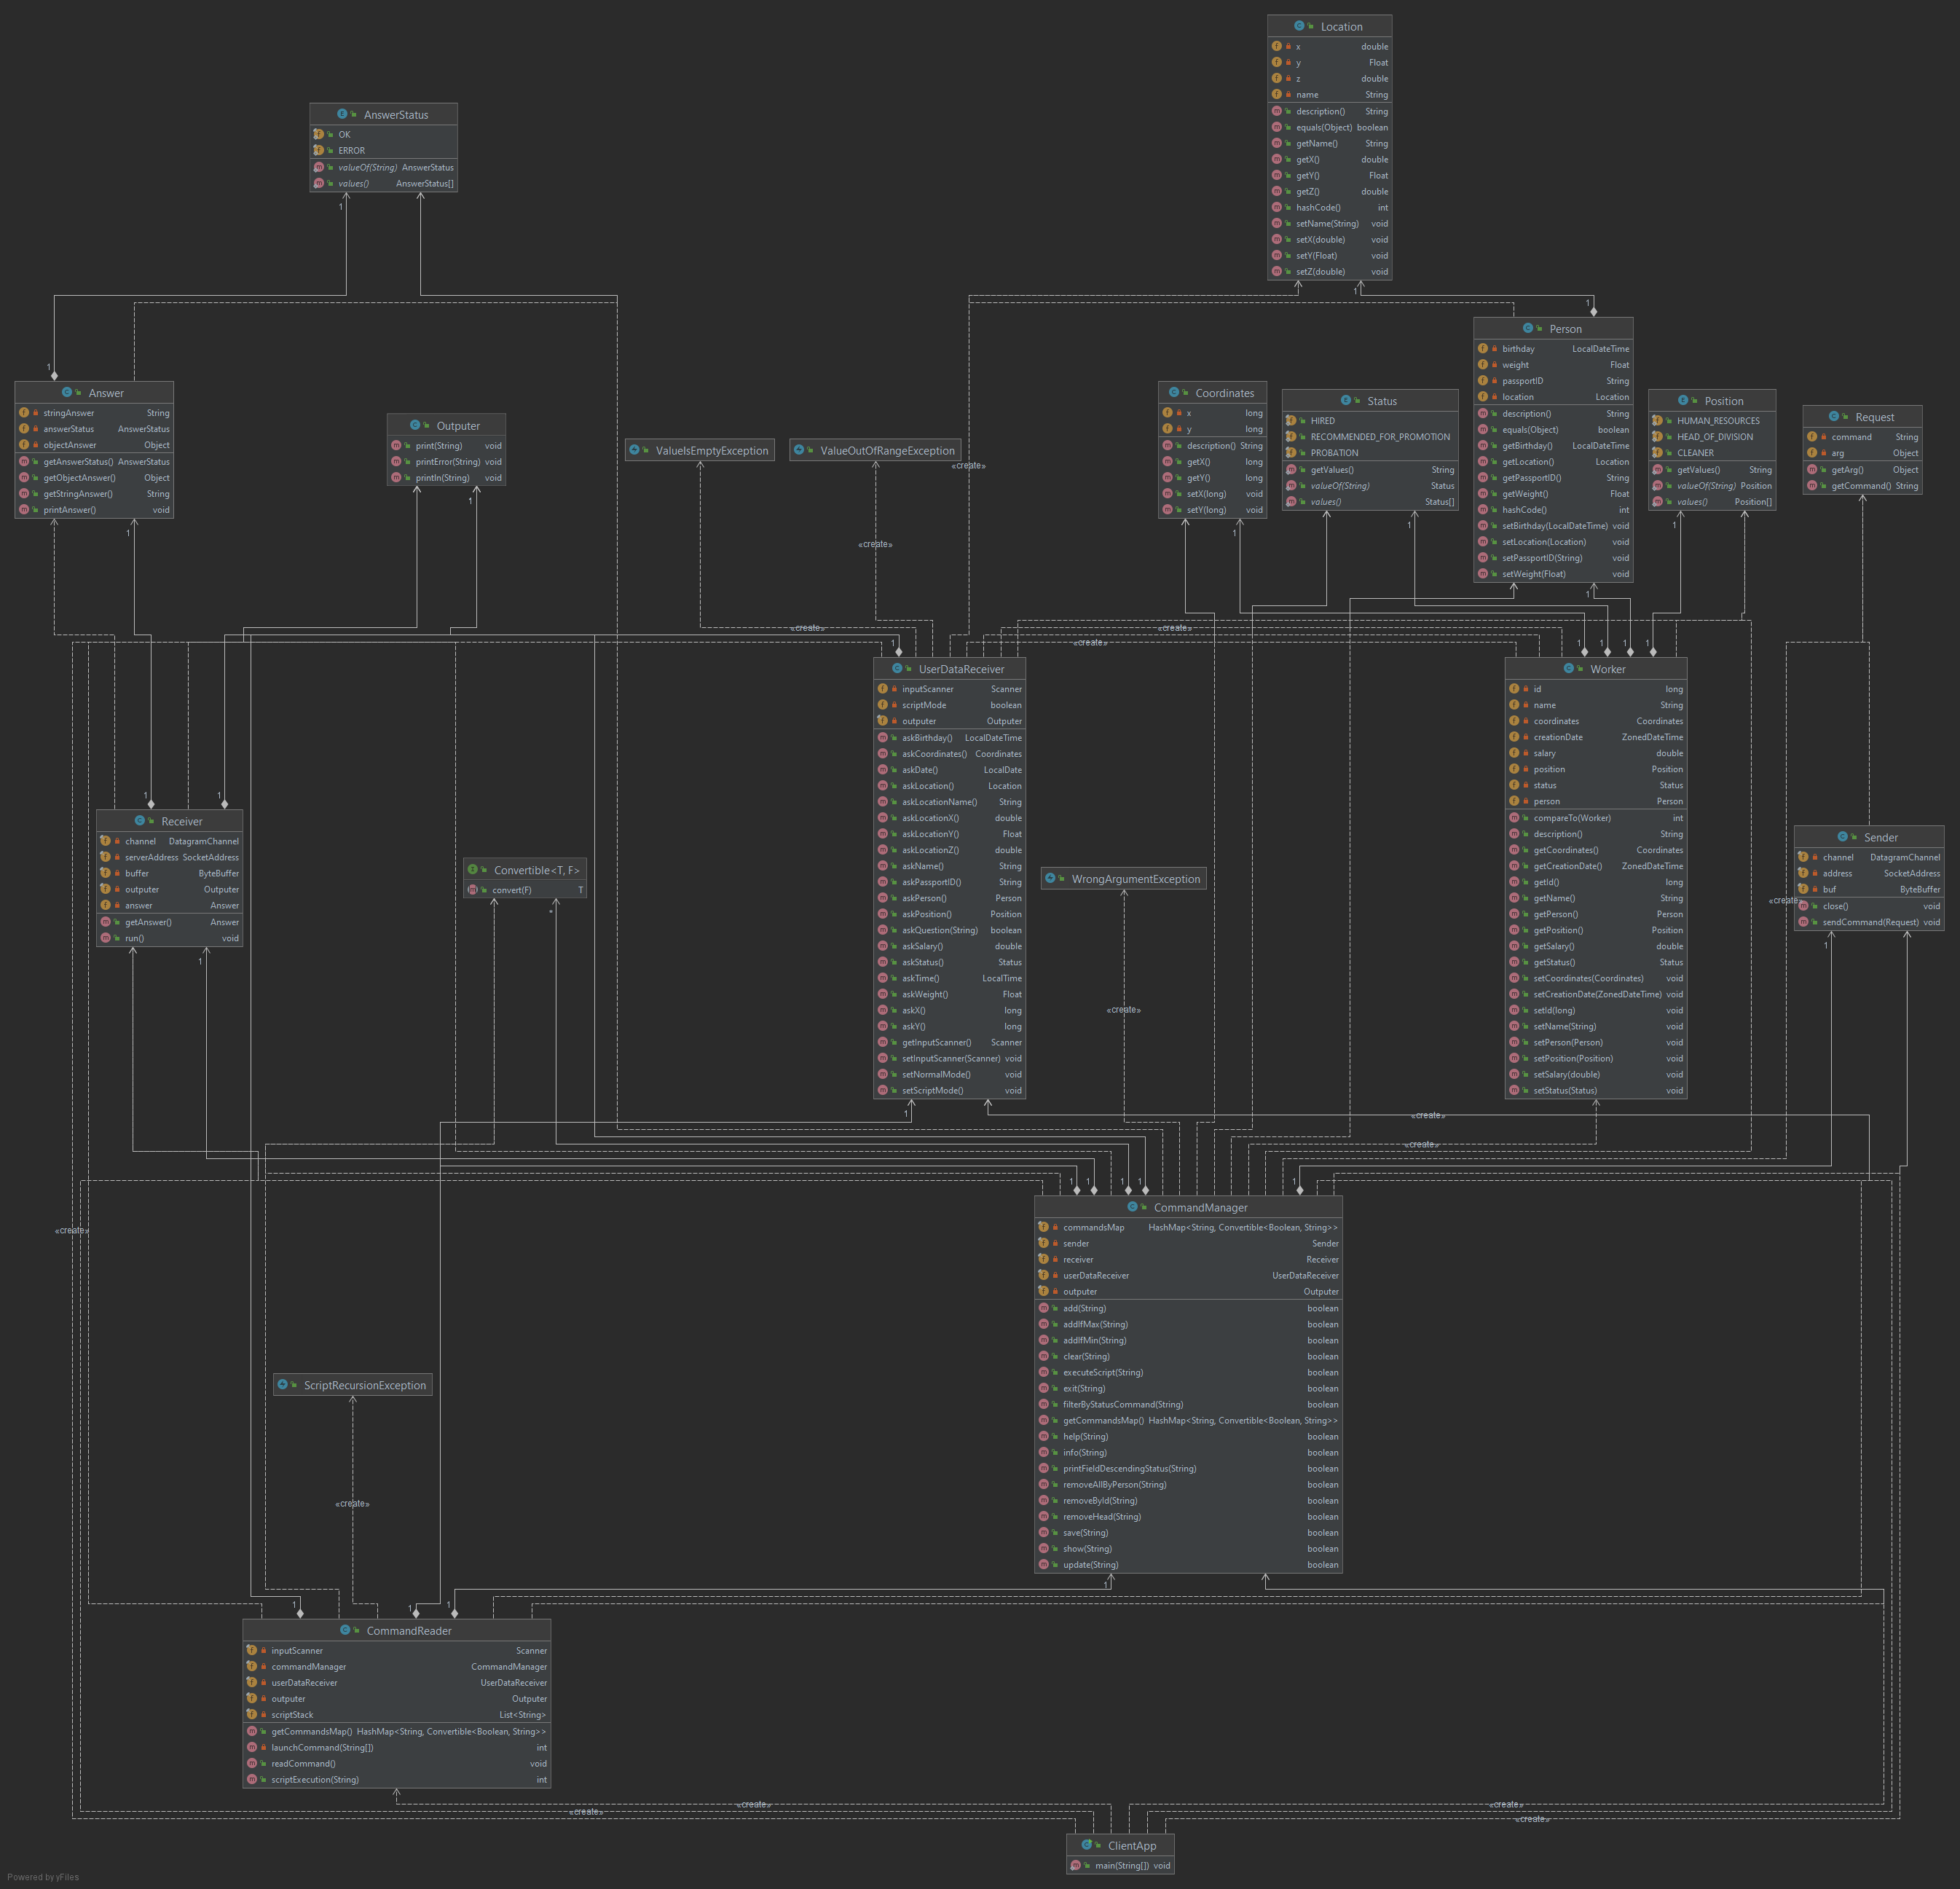 Location
x double
y Float
z double
name String
description() String
equals(Object) boolean
getName() String
getX() double
getY() Float
getZ() double
hashCode() int
setName(String) void
setX(double) void
setY(Float) void
setZ(double) void
AnswerStatus
OK
ERROR
valueOf(String) AnswerStatus
values() AnswerStatus[]
1
1
1
Person
birthday LocalDateTime
weight Float
passportID String
location Location
description() String
equals(Object) boolean
getBirthday() LocalDateTime
getLocation() Location
getPassportID() String
getWeight() Float
hashCode() int
setBirthday(LocalDateTime) void
setLocation(Location) void
setPassportID(String) void
setWeight(Float) void
1
Answer
stringAnswer String
answerStatus AnswerStatus
objectAnswer Object
getAnswerStatus() AnswerStatus
getObjectAnswer() Object
getStringAnswer() String
printAnswer() void
Outputer
print(String) void
printError(String) void
println(String) void
ValueIsEmptyException
ValueOutOfRangeException
«create»
Coordinates
x long
y long
description() String
getX() long
getY() long
setX(long) void
setY(long) void
Status
HIRED
RECOMMENDED_FOR_PROMOTION
PROBATION
getValues() String
valueOf(String) Status
values() Status[]
Position
HUMAN_RESOURCES
HEAD_OF_DIVISION
CLEANER
getValues() String
valueOf(String) Position
values() Position[]
Request
command String
arg Object
getArg() Object
getCommand() String
1
1
1
1
1
«create»
1
«create»
«create»
«create»
1
1
1
1
1
UserDataReceiver
inputScanner Scanner
scriptMode boolean
outputer Outputer
askBirthday() LocalDateTime
askCoordinates() Coordinates
askDate() LocalDate
askLocation() Location
askLocationName() String
askLocationX() double
askLocationY() Float
askLocationZ() double
askName() String
askPassportID() String
askPerson() Person
askPosition() Position
askQuestion(String) boolean
askSalary() double
askStatus() Status
askTime() LocalTime
askWeight() Float
askX() long
askY() long
getInputScanner() Scanner
setInputScanner(Scanner) void
setNormalMode() void
setScriptMode() void
Worker
id long
name String
coordinates Coordinates
creationDate ZonedDateTime
salary double
position Position
status Status
person Person
compareTo(Worker) int
description() String
getCoordinates() Coordinates
getCreationDate() ZonedDateTime
getId() long
getName() String
getPerson() Person
getPosition() Position
getSalary() double
getStatus() Status
setCoordinates(Coordinates) void
setCreationDate(ZonedDateTime) void
setId(long) void
setName(String) void
setPerson(Person) void
setPosition(Position) void
setSalary(double) void
setStatus(Status) void
1
1
Receiver
channel DatagramChannel
serverAddress SocketAddress
buffer ByteBuffer
outputer Outputer
answer Answer
getAnswer() Answer
run() void
Convertible<T, F>
convert(F) T
WrongArgumentException
Sender
channel DatagramChannel
address SocketAddress
buf ByteBuffer
close() void
sendCommand(Request) void
«create»
*
1
1
«create»
1
«create»
«create»
1
1
1
1
1
CommandManager
commandsMap HashMap<String, Convertible<Boolean, String>>
sender Sender
receiver Receiver
userDataReceiver UserDataReceiver
outputer Outputer
add(String) boolean
addIfMax(String) boolean
addIfMin(String) boolean
clear(String) boolean
executeScript(String) boolean
exit(String) boolean
filterByStatusCommand(String) boolean
getCommandsMap() HashMap<String, Convertible<Boolean, String>>
help(String) boolean
info(String) boolean
printFieldDescendingStatus(String) boolean
removeAllByPerson(String) boolean
removeById(String) boolean
removeHead(String) boolean
save(String) boolean
show(String) boolean
update(String) boolean
«create»
ScriptRecursionException
«create»
1
1
1
1
CommandReader
inputScanner Scanner
commandManager CommandManager
userDataReceiver UserDataReceiver
outputer Outputer
scriptStack List<String>
getCommandsMap() HashMap<String, Convertible<Boolean, String>>
launchCommand(String[]) int
readCommand() void
scriptExecution(String) int
«create»
«create»
«create»
«create»
ClientApp
main(String[]) void
Powered by yFiles